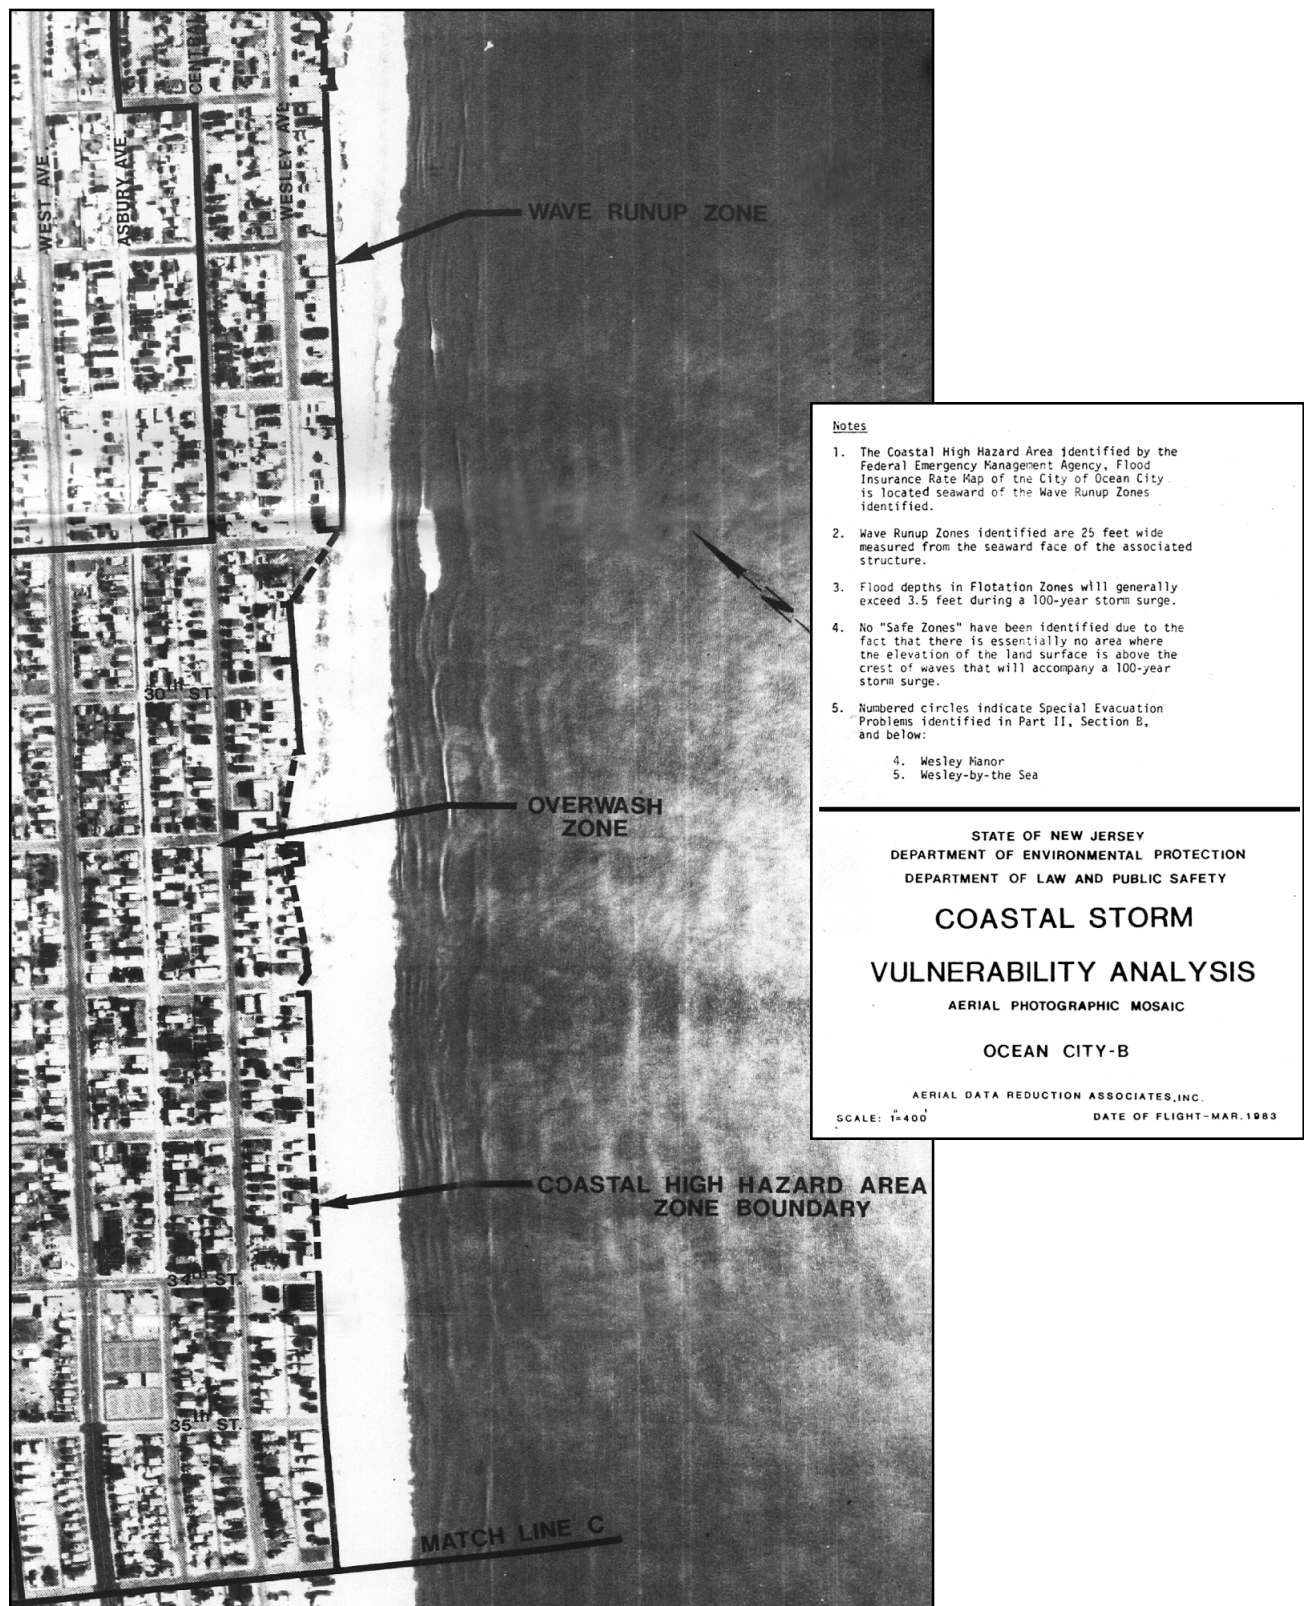 CENTRAL
WEST AVE.
ASBURY AVE.
WESLEY AVE.
WAVE RUNUP ZONE
30th ST.
OVERWASH
ZONE
COASTAL HIGH HAZARD AREA
ZONE BOUNDARY
34th ST.
35th ST.
MATCH LINE C
N
Notes
1. The Coastal High Hazard Area identified by the
Federal Emergency Management Agency, Flood
Insurance Rate Map of the City of Ocean City
is located seaward of the Wave Runup Zones
identified.
2. Wave Runup Zones identified are 25 feet wide
measured from the seaward face of the associated
structure.
3. Flood depths in Flotation Zones will generally
exceed 3.5 feet during a 100-year storm surge.
4. No "Safe Zones" have been identified due to the
fact that there is essentially no area where
the elevation of the land surface is above the
crest of waves that will accompany a 100-year
storm surge.
5. Numbered circles indicate Special Evacuation
Problems identified in Part II, Section B,
and below:
4. Wesley Manor
5. Wesley-by-the Sea
STATE OF NEW JERSEY
DEPARTMENT OF ENVIRONMENTAL PROTECTION
DEPARTMENT OF LAW AND PUBLIC SAFETY
COASTAL STORM
VULNERABILITY ANALYSIS
AERIAL PHOTOGRAPHIC MOSAIC
OCEAN CITY-B
AERIAL DATA REDUCTION ASSOCIATES, INC.
SCALE: 1"=400'
DATE OF FLIGHT-MAR. 1983